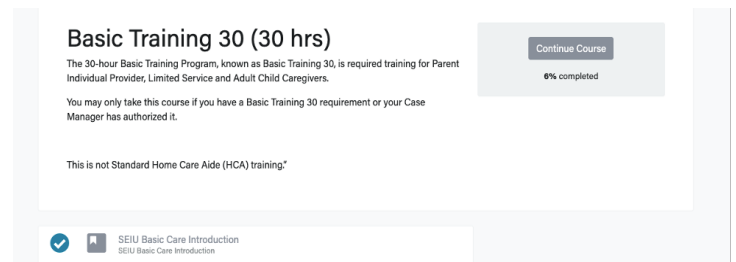 Basic Training 30 (30 hrs)
The 30-hour Basic Training Program, known as Basic Training 30, is required training for Parent
Individual Provider, Limited Service and Adult Child Caregivers.
You may only take this course if you have a Basic Training 30 requirement or your Case
Manager has authorized it.
This is not Standard Home Care Aide (HCA) training.”
Continue Course
6% completed
SEIU Basic Care Introduction
SEIU Basic Care Introduction